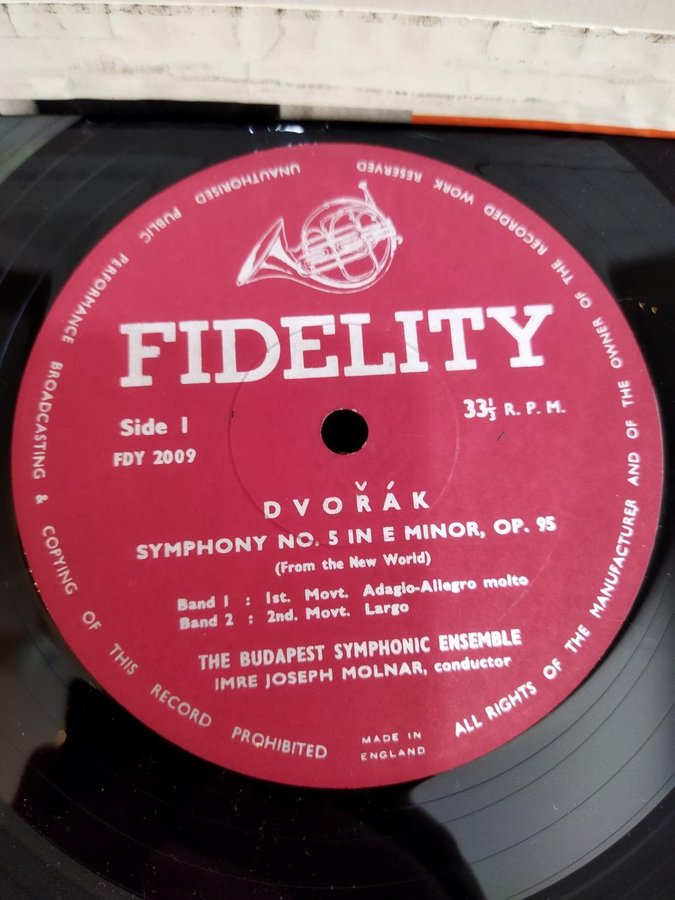 FIDELITY
Side 1
FDY 2009
33⅓ R. P. M.
DVOŘÁK
SYMPHONY NO. 5 IN E MINOR, OP. 95
(From the New World)
Band 1 : 1st. Movt. Adagio-Allegro molto
Band 2 : 2nd. Movt. Largo
THE BUDAPEST SYMPHONIC ENSEMBLE
IMRE JOSEPH MOLNAR, conductor
MADE IN
ENGLAND
ALL RIGHTS OF THE MANUFACTURER AND OF THE OWNER OF THE RECORDED WORK RESERVED
UNAUTHORISED PUBLIC PERFORMANCE BROADCASTING & COPYING OF THIS RECORD PROHIBITED